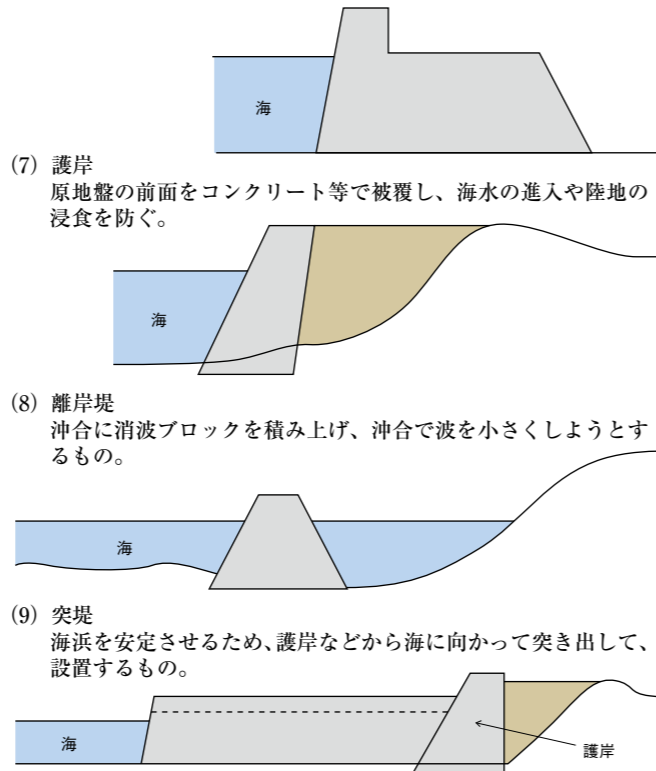 海
(7) 護岸
原地盤の前面をコンクリート等で被覆し、海水の進入や陸地の
浸食を防ぐ。
海
(8) 離岸堤
沖合に消波ブロックを積み上げ、沖合で波を小さくしようとす
るもの。
海
(9) 突堤
海浜を安定させるため、護岸などから海に向かって突き出して、
設置するもの。
海
護岸